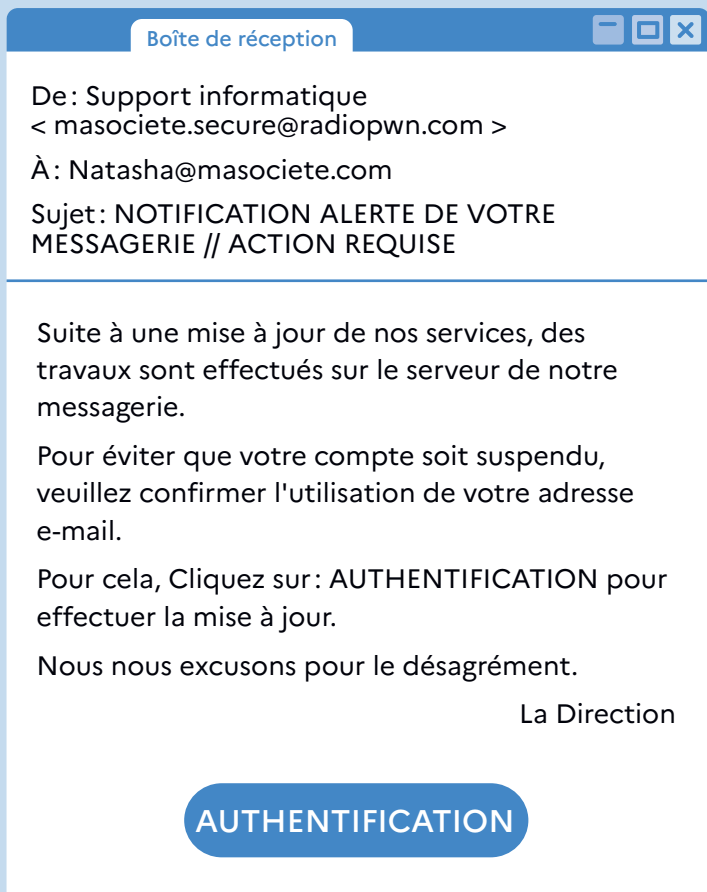 Boîte de réception
De : Support informatique
< masociete.secure@radiopwn.com >
À : Natasha@masociete.com
Sujet : NOTIFICATION ALERTE DE VOTRE
MESSAGERIE // ACTION REQUISE
Suite à une mise à jour de nos services, des
travaux sont effectués sur le serveur de notre
messagerie.
Pour éviter que votre compte soit suspendu,
veuillez confirmer l'utilisation de votre adresse
e-mail.
Pour cela, Cliquez sur : AUTHENTIFICATION pour
effectuer la mise à jour.
Nous nous excusons pour le désagrément.
La Direction
AUTHENTIFICATION